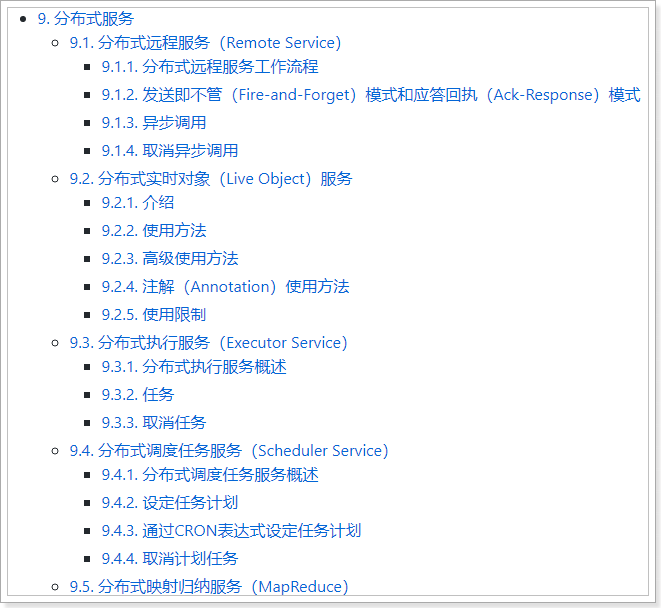 9. 分布式服务
9.1. 分布式远程服务（Remote Service）
9.1.1. 分布式远程服务工作流程
9.1.2. 发送即不管（Fire-and-Forget）模式和应答回执（Ack-Response）模式
9.1.3. 异步调用
9.1.4. 取消异步调用
9.2. 分布式实时对象（Live Object）服务
9.2.1. 介绍
9.2.2. 使用方法
9.2.3. 高级使用方法
9.2.4. 注解（Annotation）使用方法
9.2.5. 使用限制
9.3. 分布式执行服务（Executor Service）
9.3.1. 分布式执行服务概述
9.3.2. 任务
9.3.3. 取消任务
9.4. 分布式调度任务服务（Scheduler Service）
9.4.1. 分布式调度任务服务概述
9.4.2. 设定任务计划
9.4.3. 通过CRON表达式设定任务计划
9.4.4. 取消计划任务
9.5. 分布式映射归纳服务（MapReduce）